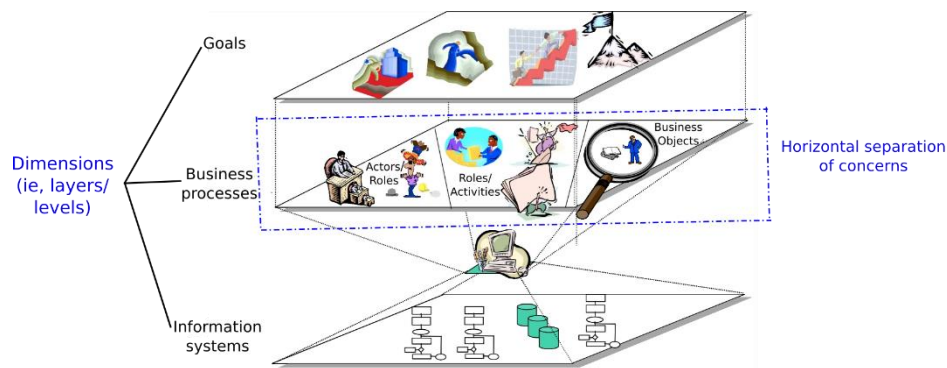 Goals
Dimensions
(ie, layers/
levels)
Business
processes
Actors/
Roles
Roles/
Activities
Business
Objects
Horizontal separation
of concerns
Information
systems